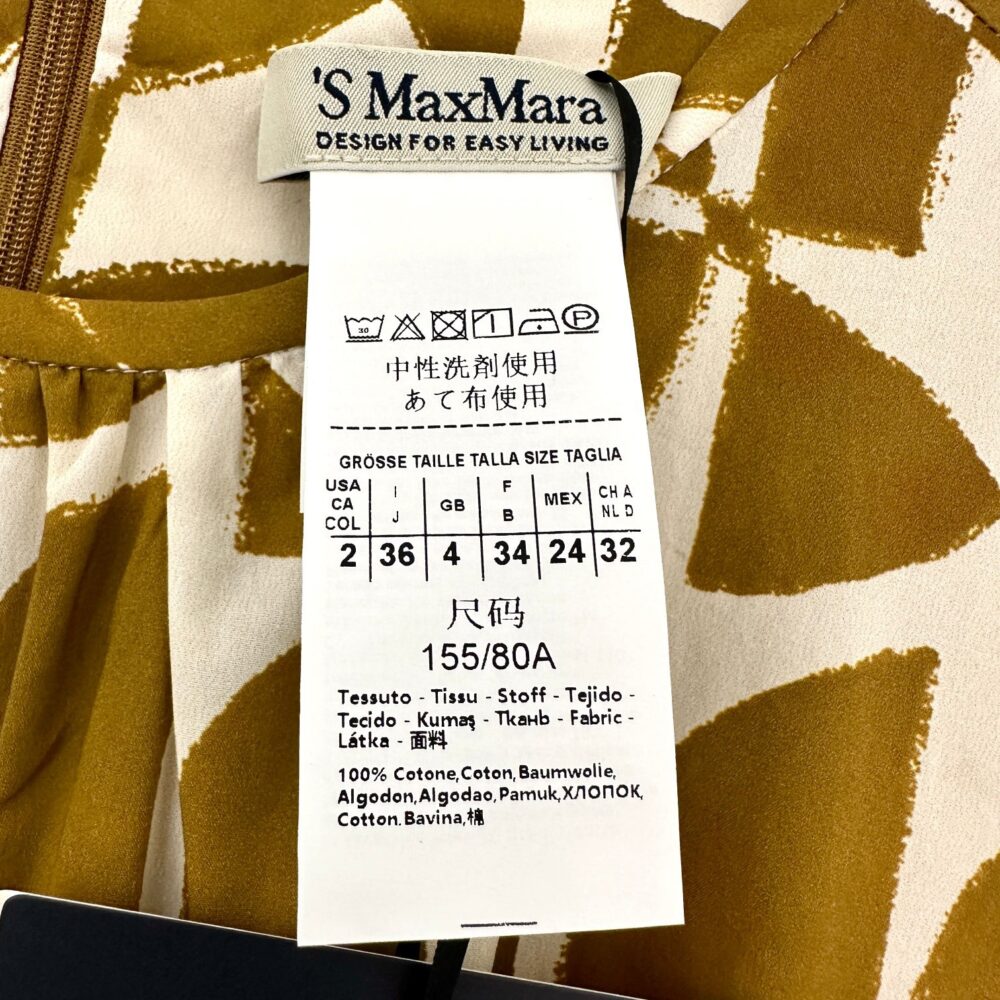 'S MaxMara
DESIGN FOR EASY LIVING
30 P
中性洗剤使用
あて布使用
GRÖSSE TAILLE TALLA SIZE TAGLIA
USA CA COL I J GB F B MEX CH A NL D
2 36 4 34 24 32
尺码
155/80A
Tessuto - Tissu - Stoff - Tejido -
Tecido - Kumaş - Ткань - Fabric -
Látka - 面料
100% Cotone,Coton,Baumwolle,
Algodon,Algodao,Pamuk,ХЛОПОК,
Cotton.Bavina,棉